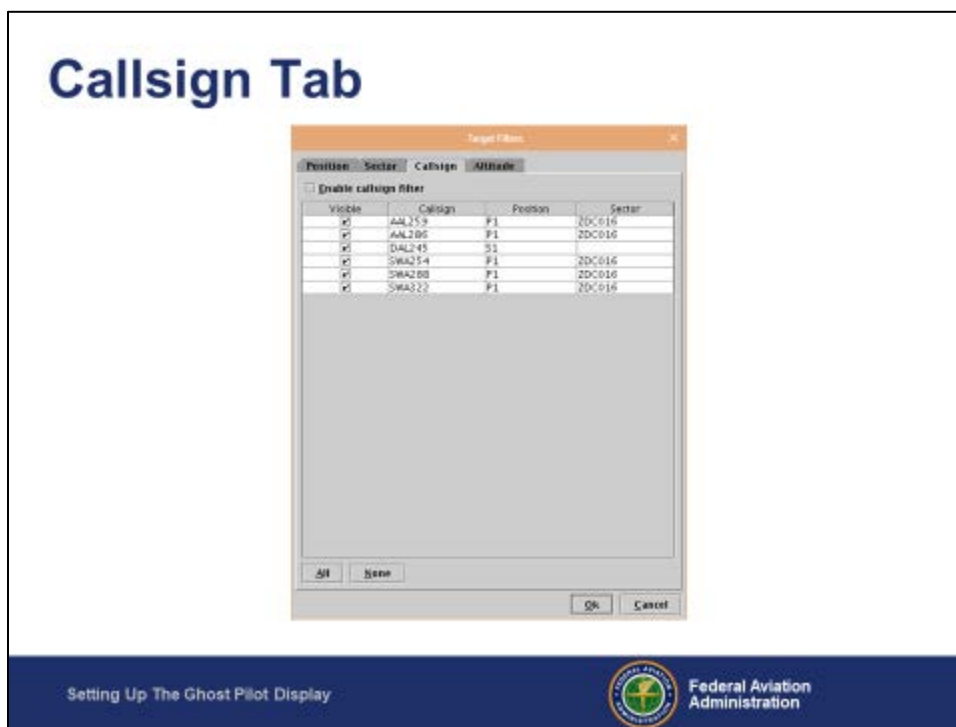 Callsign Tab
Target Filters
Position Sector Callsign Altitude
Enable callsign filter
Visible Callsign Position Sector
AAL259 P1 ZDC016
AAL286 P1 ZDC016
DAL245 S1
SWA254 P1 ZDC016
SWA288 P1 ZDC016
SWA322 P1 ZDC016
All None
Ok Cancel
Setting Up The Ghost Pilot Display
Federal Aviation
Administration